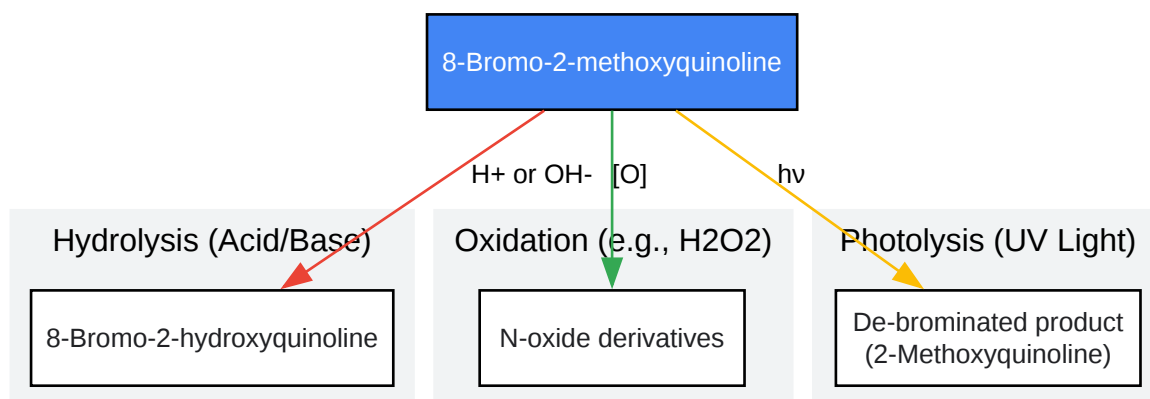 8-Bromo-2-methoxyquinoline
H+ or OH-
[O]
hν
Hydrolysis (Acid/Base)
Oxidation (e.g., H2O2)
Photolysis (UV Light)
8-Bromo-2-hydroxyquinoline
N-oxide derivatives
De-brominated product
(2-Methoxyquinoline)